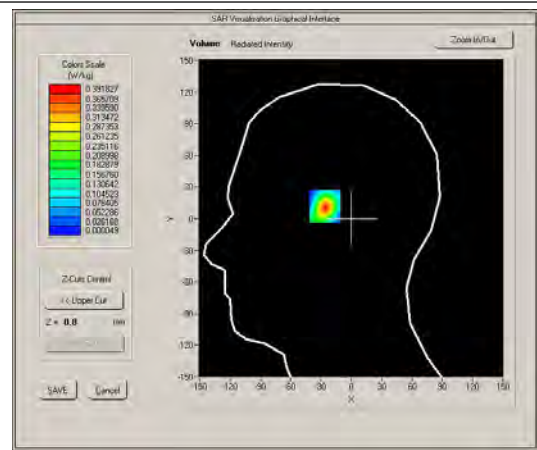 SAR Visualisation Graphical Interface
Volume Radiated Intensity
Zoom In/Out
Colors Scale
(W/kg)
0.391827
0.365709
0.339590
0.313472
0.287353
0.261235
0.235116
0.208998
0.182879
0.156760
0.130642
0.104523
0.078405
0.052286
0.026168
0.000049
Z-Cuts Control
<< Upper Cut
Z = 0.8 mm
SAVE
Cancel
150
120
90
60
30
0
-30
-60
-90
-120
-150
Y
-150 -120 -90 -60 -30 0 30 60 90 120 150
X